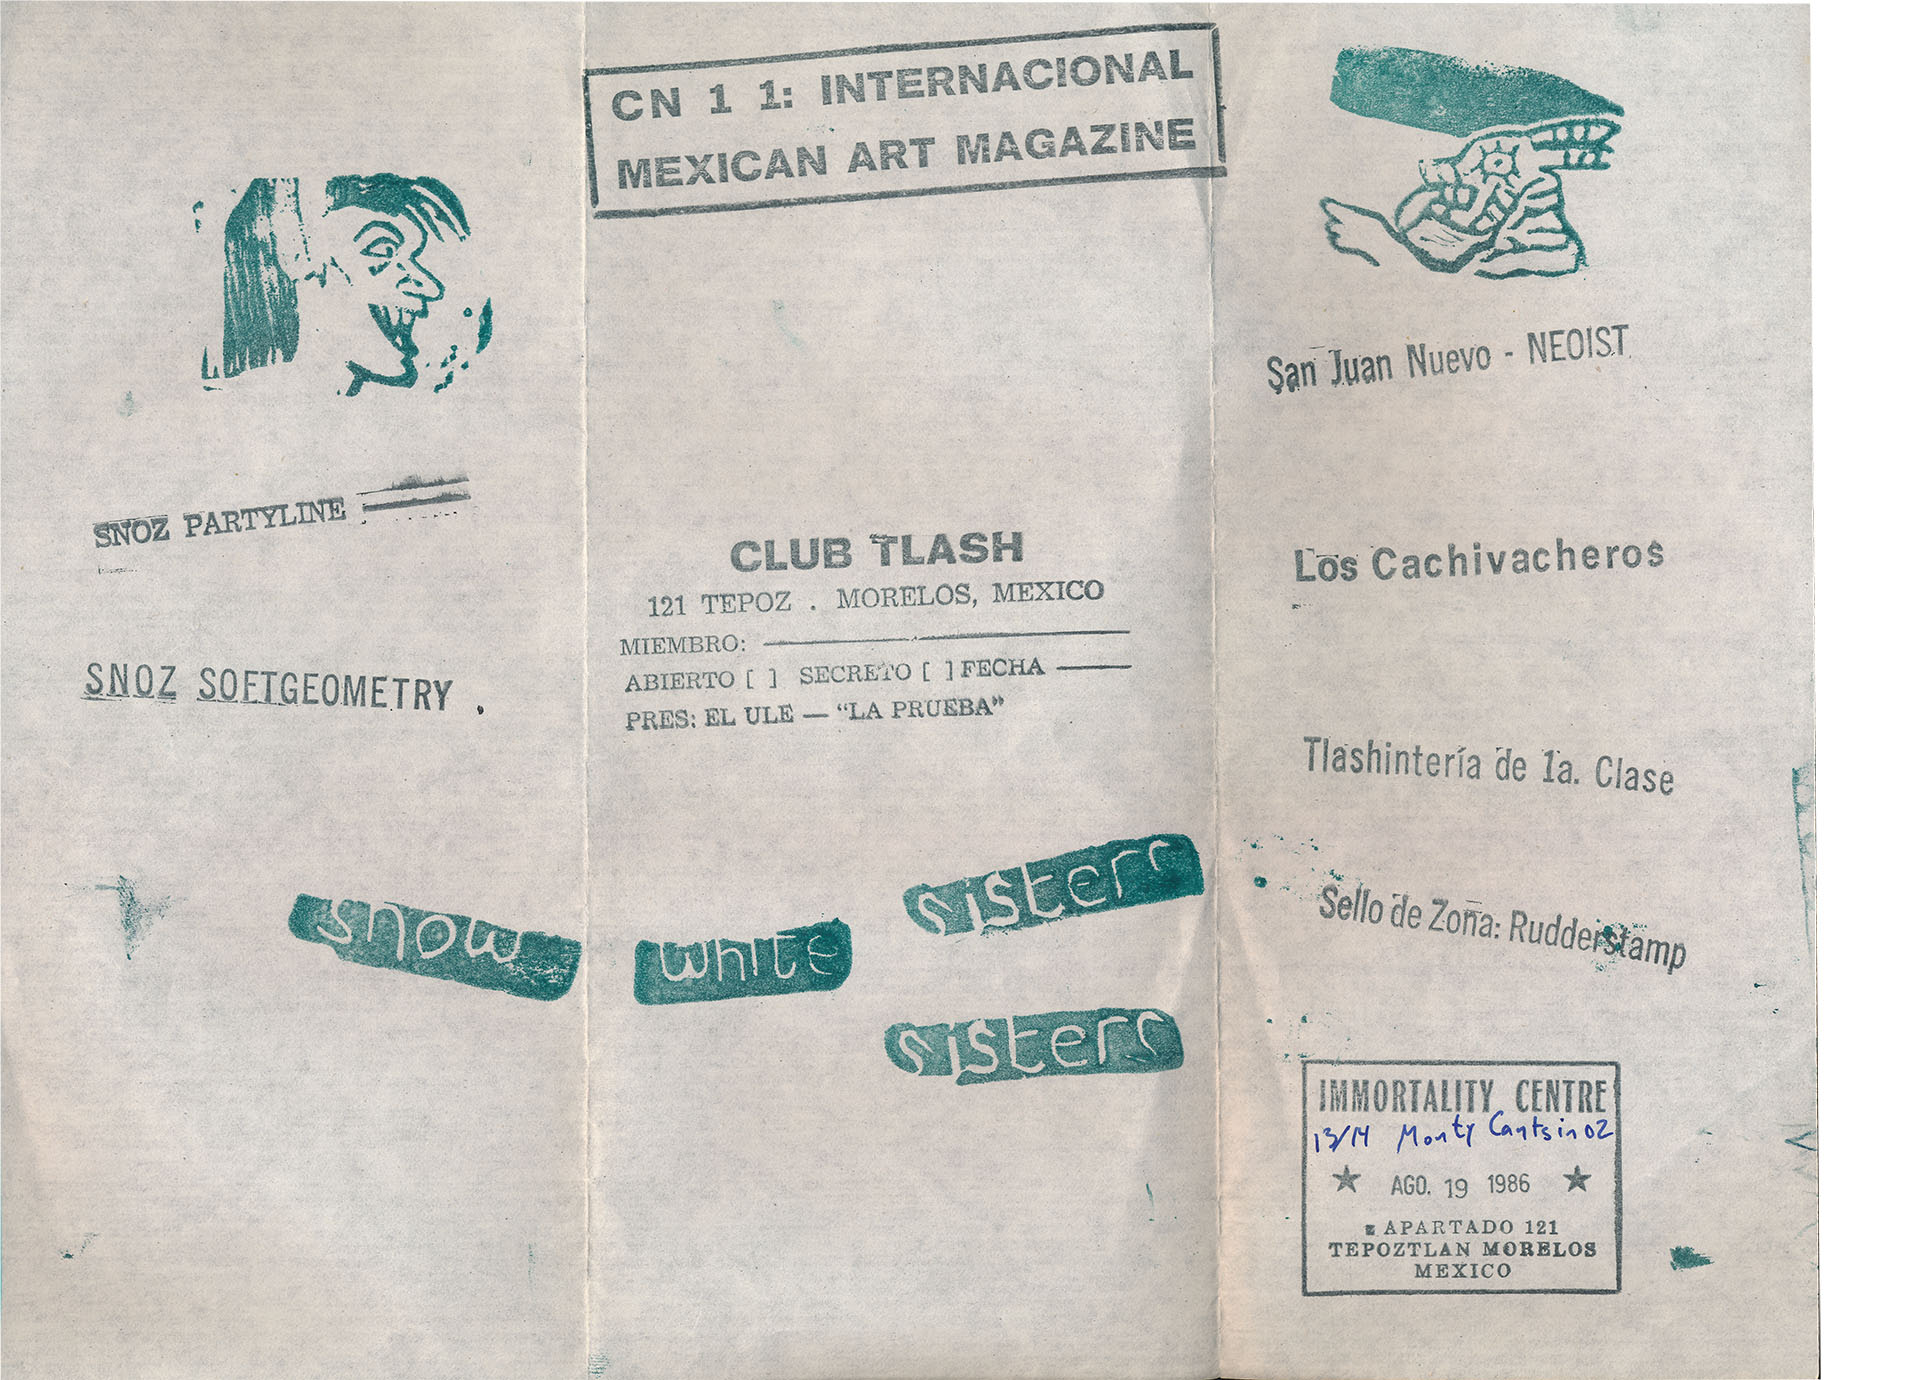 CN 1 1: INTERNACIONAL
MEXICAN ART MAGAZINE
SNOZ PARTYLINE
SNOZ SOFTGEOMETRY .
snow
CLUB TLASH
121 TEPOZ . MORELOS, MEXICO
MIEMBRO:
ABIERTO [ ] SECRETO [ ] FECHA
PRES: EL ULE — “LA PRUEBA”
white
sisters
sisters
San Juan Nuevo - NEOIST
Los Cachivacheros
Tlashintería de 1a. Clase
Sello de Zona: Rudderstamp
IMMORTALITY CENTRE
13/14 Monty Cantsin OZ
★ AGO. 19 1986 ★
APARTADO 121
TEPOZTLAN MORELOS
MEXICO